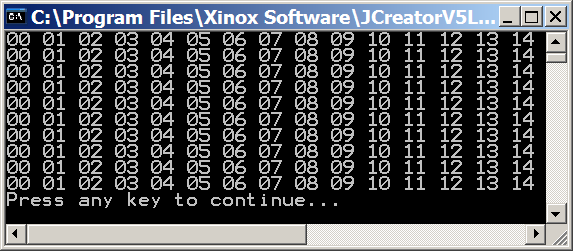 C:\Program Files\Xinox Software\JCreatorV5L...
00 01 02 03 04 05 06 07 08 09 10 11 12 13 14
00 01 02 03 04 05 06 07 08 09 10 11 12 13 14
00 01 02 03 04 05 06 07 08 09 10 11 12 13 14
00 01 02 03 04 05 06 07 08 09 10 11 12 13 14
00 01 02 03 04 05 06 07 08 09 10 11 12 13 14
00 01 02 03 04 05 06 07 08 09 10 11 12 13 14
00 01 02 03 04 05 06 07 08 09 10 11 12 13 14
00 01 02 03 04 05 06 07 08 09 10 11 12 13 14
00 01 02 03 04 05 06 07 08 09 10 11 12 13 14
00 01 02 03 04 05 06 07 08 09 10 11 12 13 14
Press any key to continue...